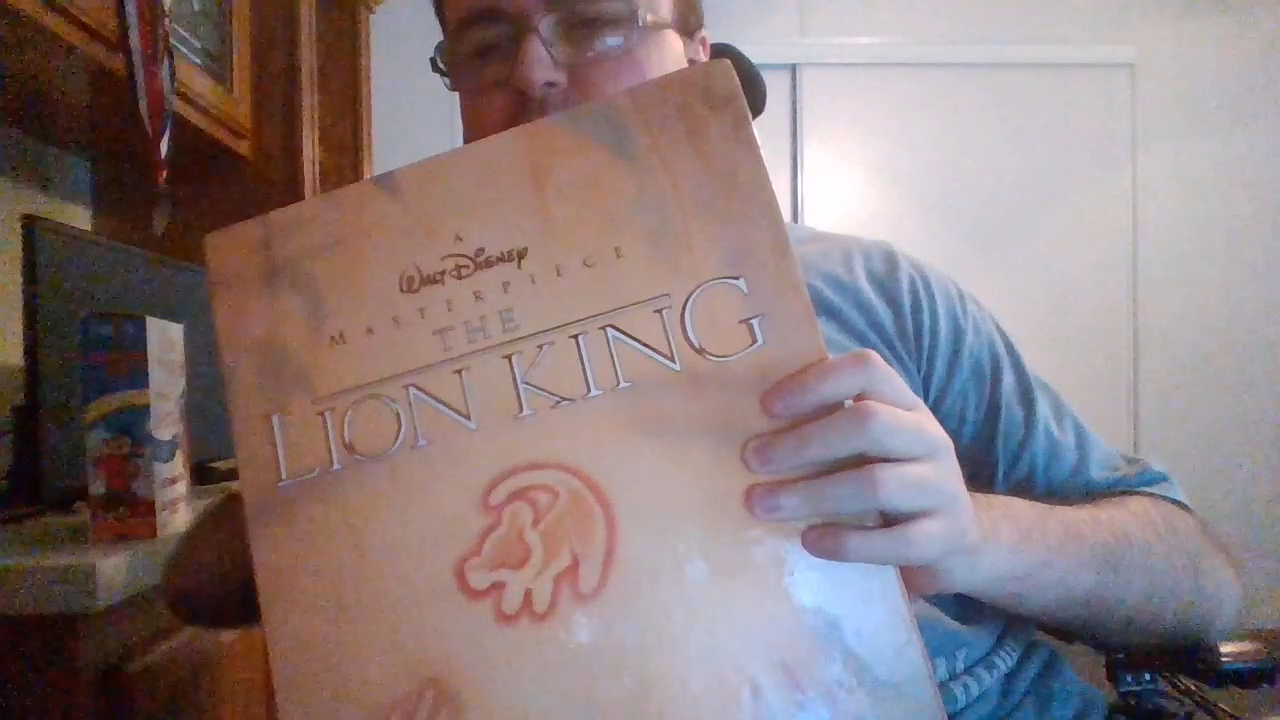 A
WALT DISNEY
MASTERPIECE
THE
LION KING